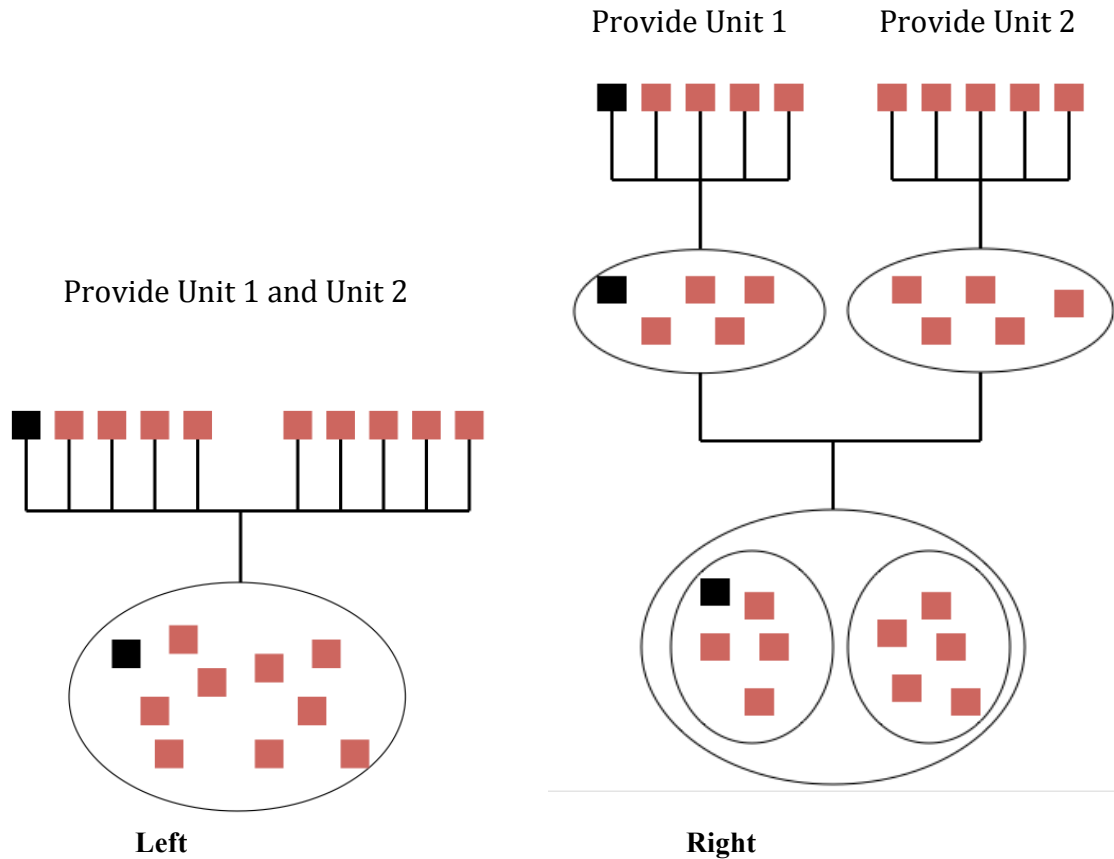 Provide Unit 1
Provide Unit 2
Provide Unit 1 and Unit 2
Left
Right